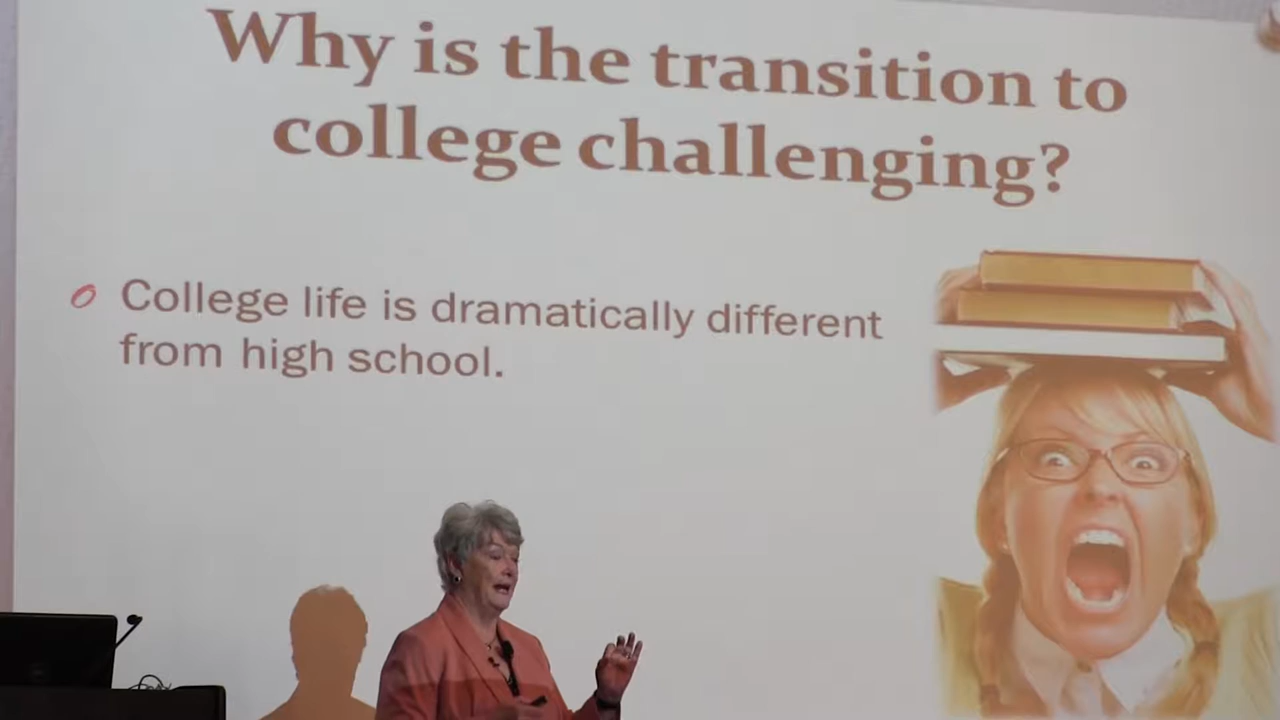 Why is the transition to
college challenging?
College life is dramatically different
from high school.